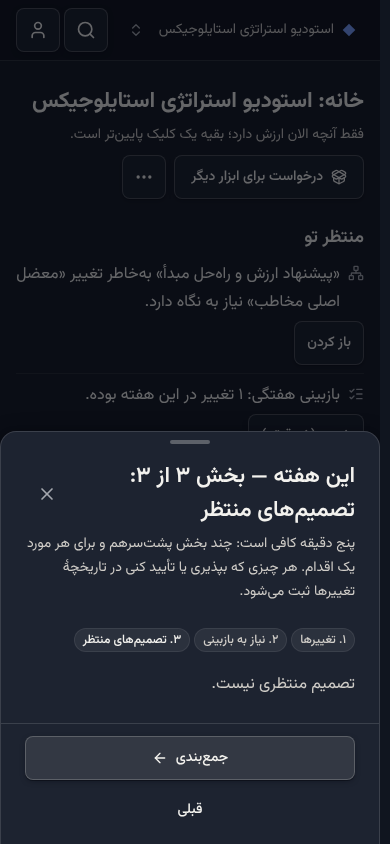 استودیو استراتژی استایلوجیکس
خانه: استودیو استراتژی استایلوجیکس
فقط آنچه الان ارزش دارد؛ بقیه یک کلیک پایین‌تر است.
درخواست برای ابزار دیگر
منتظر تو
«پیشنهاد ارزش و راه‌حل مبدأ» به‌خاطر تغییر «معضل
اصلی مخاطب» نیاز به نگاه دارد.
باز کردن
بازبینی هفتگی: ۱ تغییر در این هفته بوده.
این هفته — بخش ۳ از ۳:
تصمیم‌های منتظر
پنج دقیقه کافی است: چند بخش پشت‌سرهم و برای هر مورد
یک اقدام. هر چیزی که بپذیری یا تأیید کنی در تاریخچهٔ
تغییرها ثبت می‌شود.
۱. تغییرها
۲. نیاز به بازبینی
۳. تصمیم‌های منتظر
تصمیم منتظری نیست.
جمع‌بندی ←
قبلی